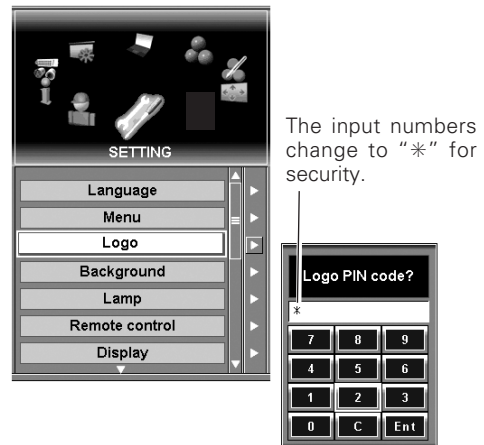 SETTING
Language
Menu
Logo
Background
Lamp
Remote control
Display
The input numbers
change to “✳” for
security.
Logo PIN code?
*
7 8 9
4 5 6
1 2 3
0 C Ent